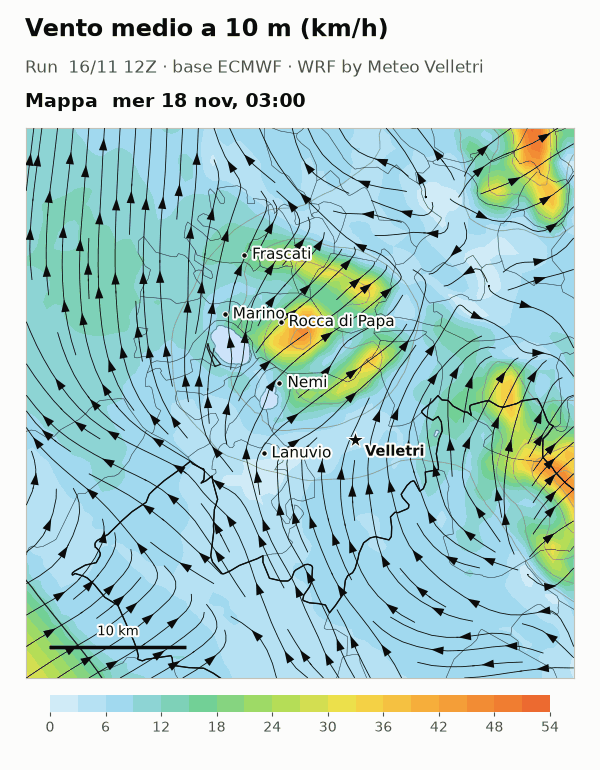 Vento medio a 10 m (km/h)
Run  16/11 12Z · base ECMWF · WRF by Meteo Velletri
Mappa  mer 18 nov, 03:00
Frascati
Marino
Rocca di Papa
Nemi
Velletri
Lanuvio
10 km
0 6 12 18 24 30 36 42 48 54